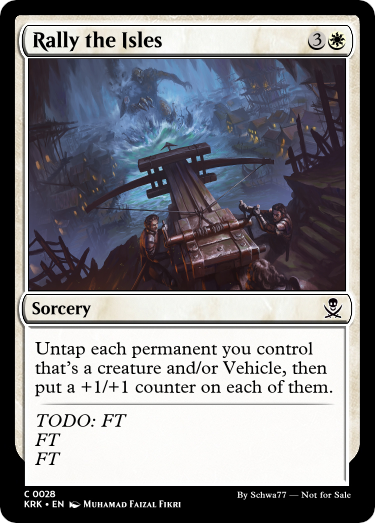 Rally the Isles 3
Sorcery
Untap each permanent you control
that's a creature and/or Vehicle, then
put a +1/+1 counter on each of them.
TODO: FT
FT
FT
C 0028
KRK • EN Muhamad Faizal Fikri
By Schwa77 — Not for Sale